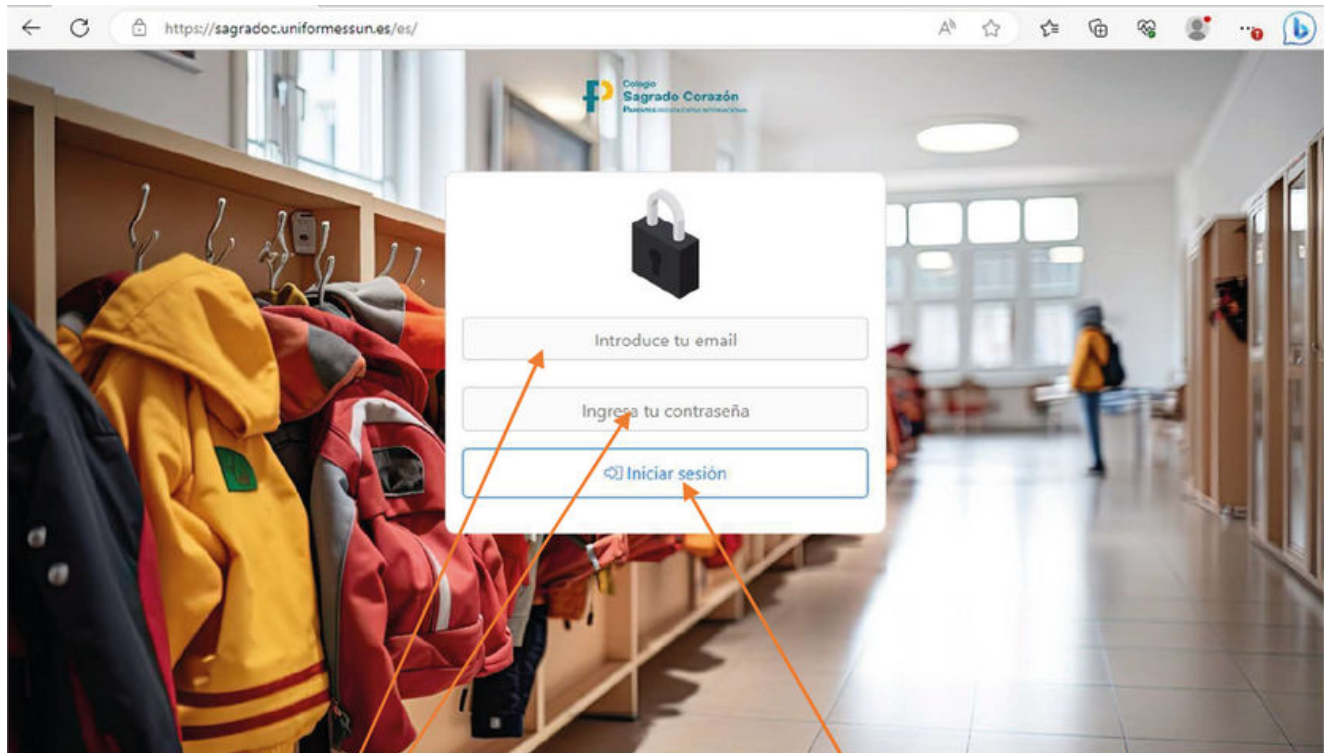 https://sagradoc.uniformessun.es/es/
Colegio
Sagrado Corazón
Introduce tu email
Ingresa tu contraseña
Iniciar sesión